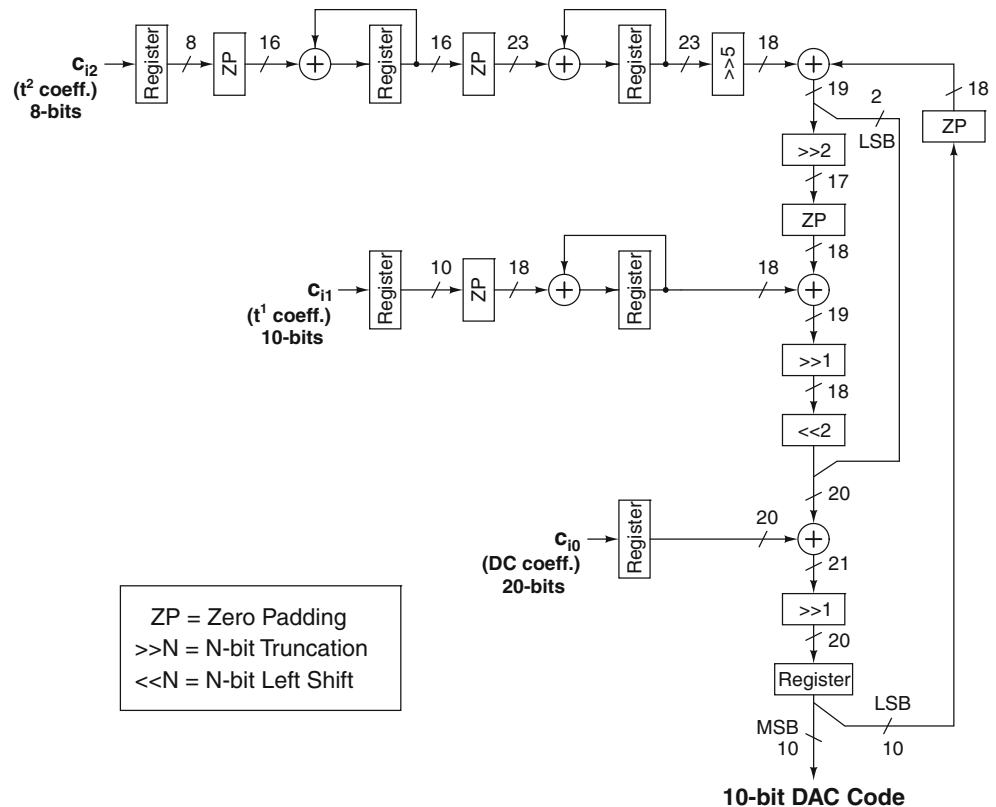 c_i2
(t² coeff.)
8-bits
Register
8
ZP
16
+
Register
16
ZP
23
+
Register
23
>>5
18
+
18
ZP
19
2
LSB
>>2
17
ZP
18
c_i1
(t¹ coeff.)
10-bits
Register
10
ZP
18
+
Register
18
+
19
>>1
18
<<2
20
c_i0
(DC coeff.)
20-bits
Register
20
+
21
>>1
20
Register
MSB
10
LSB
10
10-bit DAC Code
ZP = Zero Padding
>>N = N-bit Truncation
<<N = N-bit Left Shift